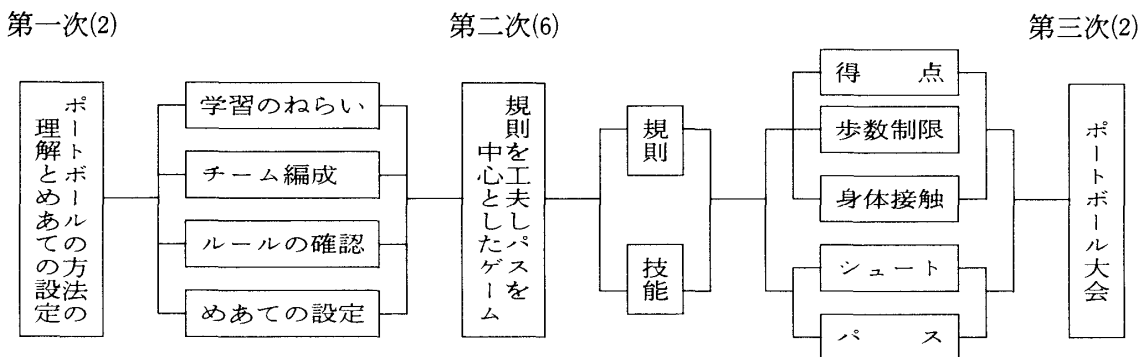 第一次(2)
第二次(6)
第三次(2)
ポートボールの方法の
理解とめあての設定
学習のねらい
チーム編成
ルールの確認
めあての設定
規則を工夫しパスを
中心としたゲーム
規則
技能
得点
歩数制限
身体接触
シュート
パス
ポートボール大会